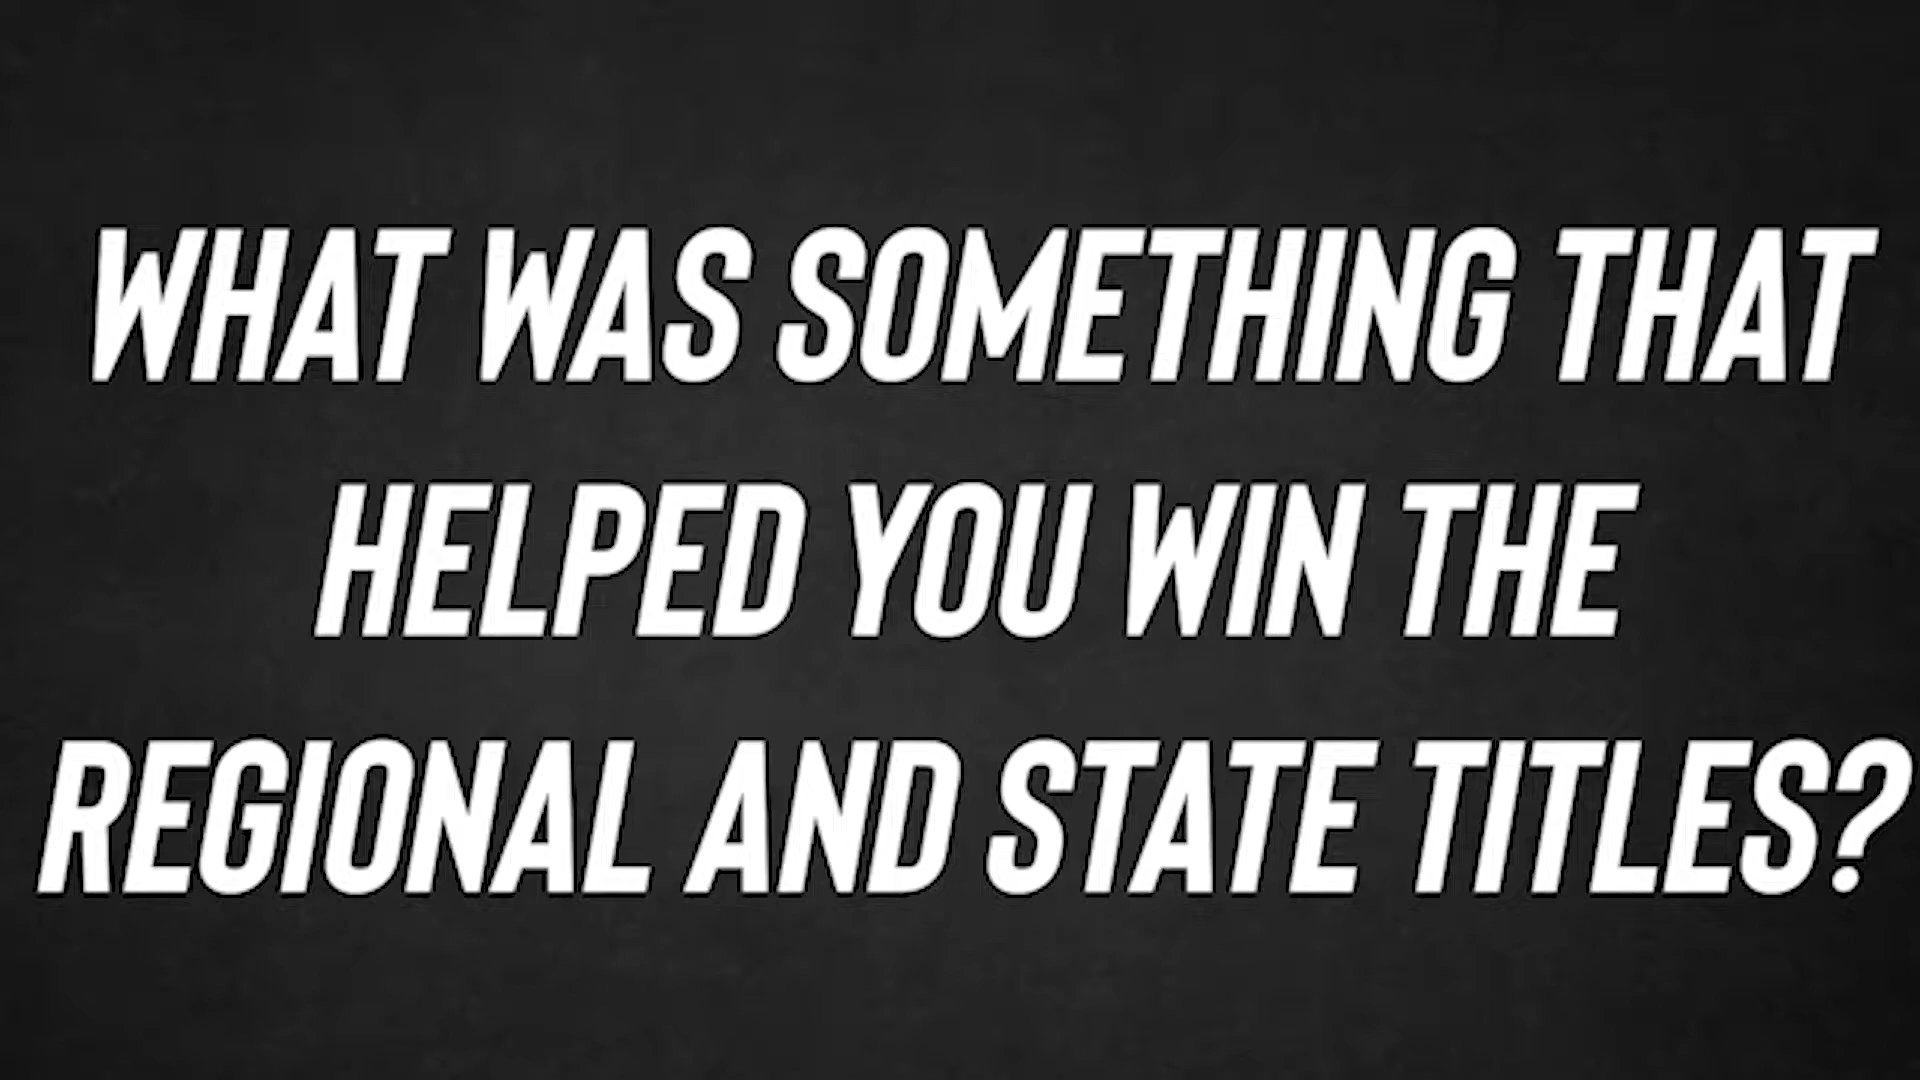 WHAT WAS SOMETHING THAT
HELPED YOU WIN THE
REGIONAL AND STATE TITLES?